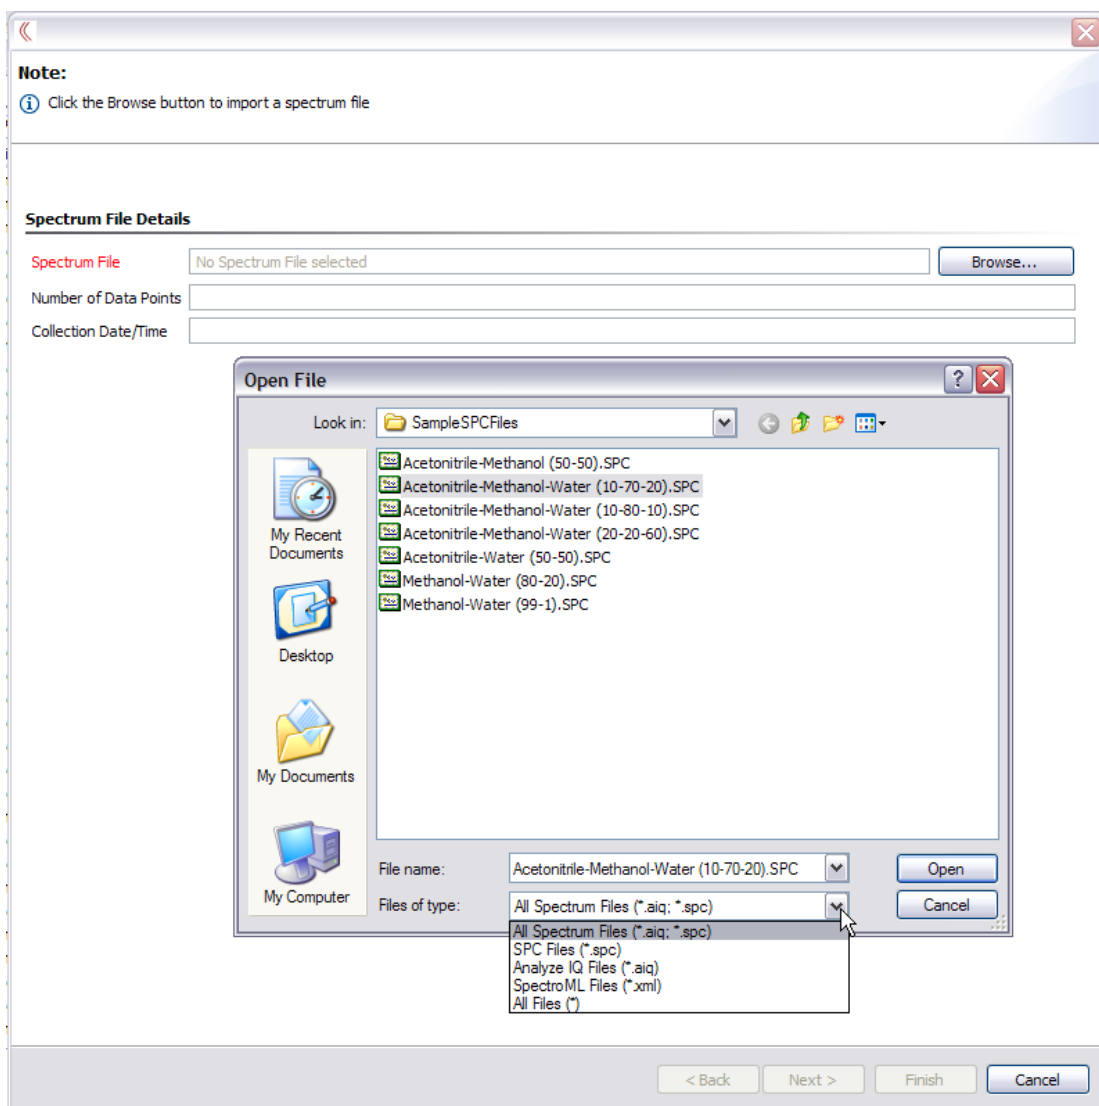 Note:
Click the Browse button to import a spectrum file
Spectrum File Details
Spectrum File No Spectrum File selected Browse...
Number of Data Points
Collection Date/Time
Open File
Look in: SampleSPCFiles
Acetonitrile-Methanol (50-50).SPC
Acetonitrile-Methanol-Water (10-70-20).SPC
Acetonitrile-Methanol-Water (10-80-10).SPC
Acetonitrile-Methanol-Water (20-20-60).SPC
Acetonitrile-Water (50-50).SPC
Methanol-Water (80-20).SPC
Methanol-Water (99-1).SPC
My Recent
Documents
Desktop
My Documents
My Computer
File name: Acetonitrile-Methanol-Water (10-70-20).SPC Open
Files of type: All Spectrum Files (*.aiq; *.spc) Cancel
All Spectrum Files (*.aiq; *.spc)
SPC Files (*.spc)
Analyze IQ Files (*.aiq)
SpectroML Files (*.xml)
All Files (*)
< Back Next > Finish Cancel